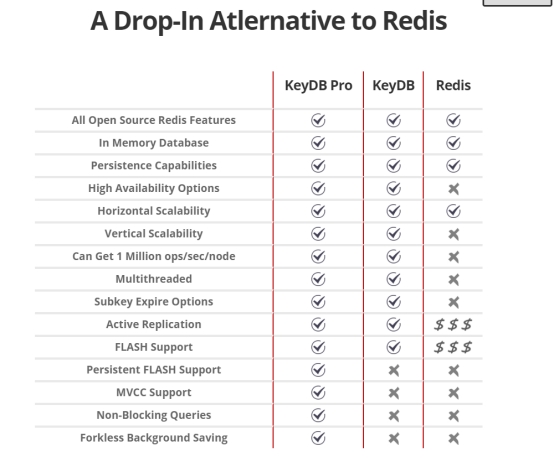 A Drop-In Atlernative to Redis
KeyDB Pro KeyDB Redis
All Open Source Redis Features
In Memory Database
Persistence Capabilities
High Availability Options
Horizontal Scalability
Vertical Scalability
Can Get 1 Million ops/sec/node
Multithreaded
Subkey Expire Options
Active Replication $ $ $
FLASH Support $ $ $
Persistent FLASH Support
MVCC Support
Non-Blocking Queries
Forkless Background Saving